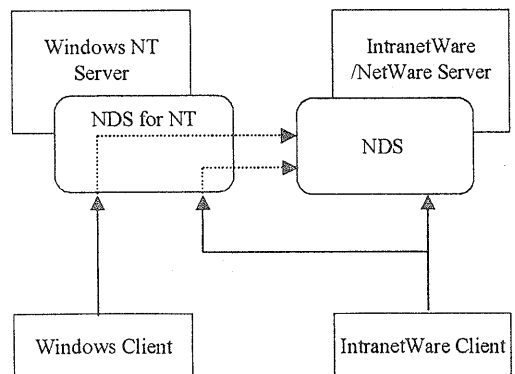 Windows NT
Server
IntranetWare
/NetWare Server
NDS for NT
NDS
Windows Client
IntranetWare Client